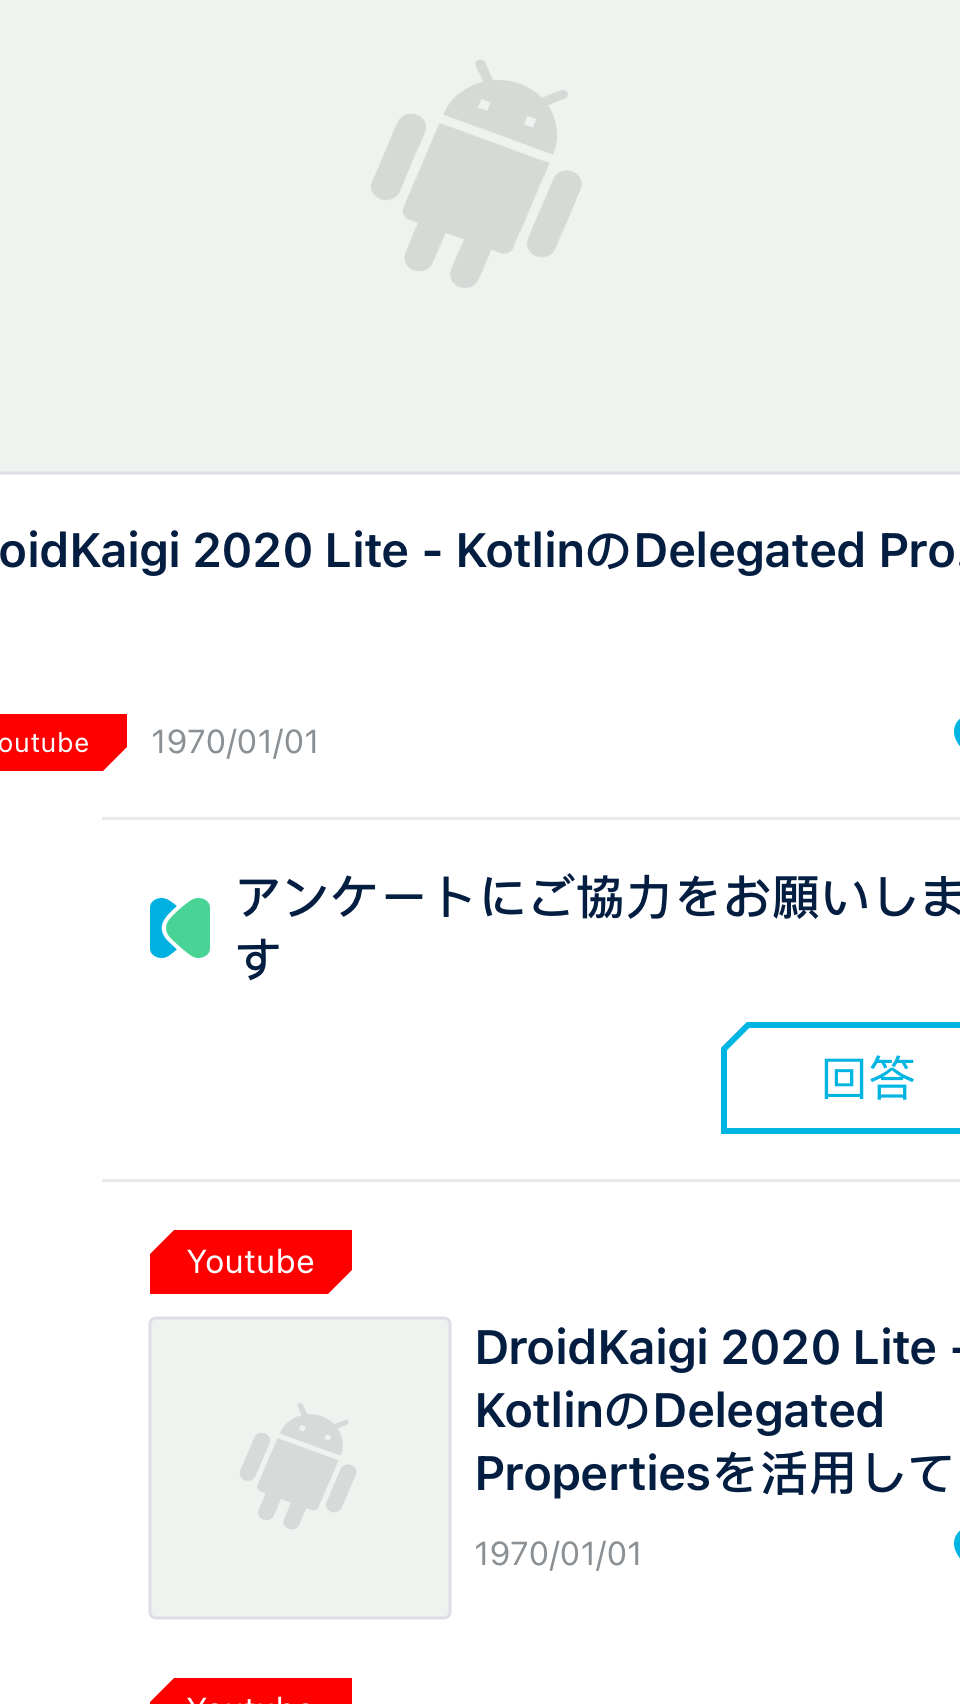 oidKaigi 2020 Lite - KotlinのDelegated Pro.
outube
1970/01/01
アンケートにご協力をお願いしま
す
回答
Youtube
DroidKaigi 2020 Lite -
KotlinのDelegated
Propertiesを活用して
1970/01/01
Youtube